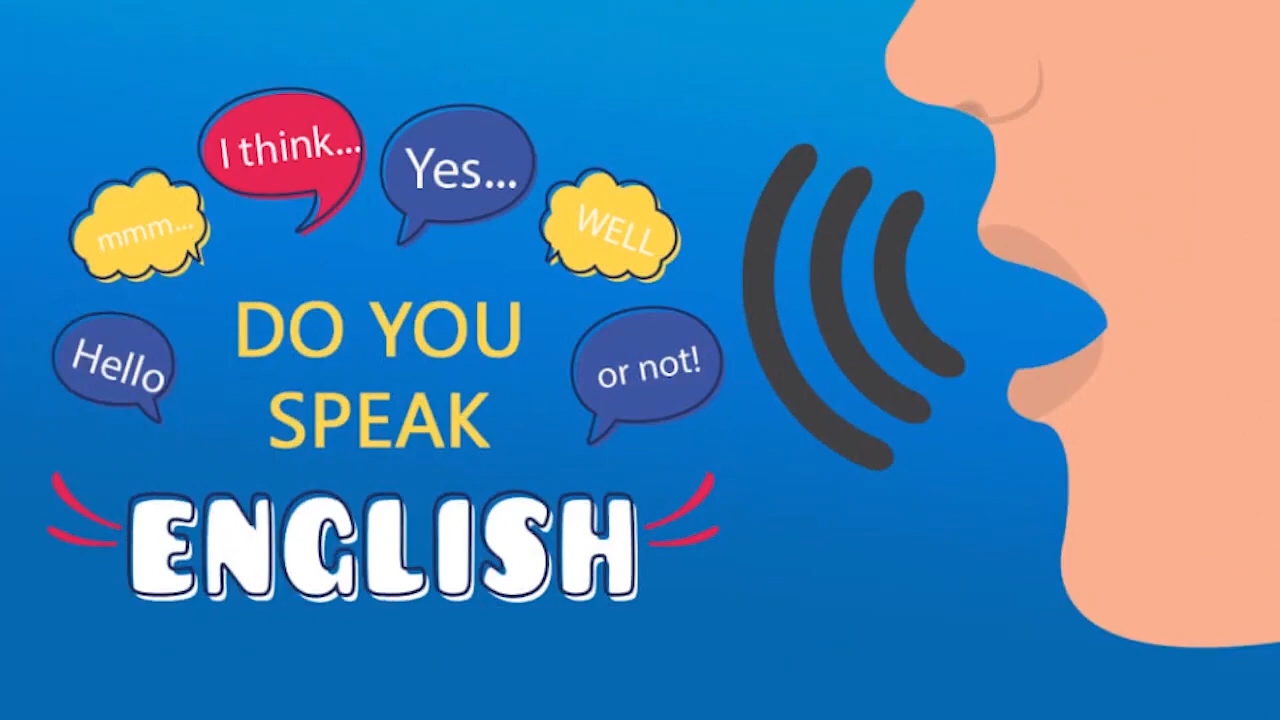 I think...
Yes...
mmm...
WELL
Hello
or not!
DO YOU
SPEAK
ENGLISH